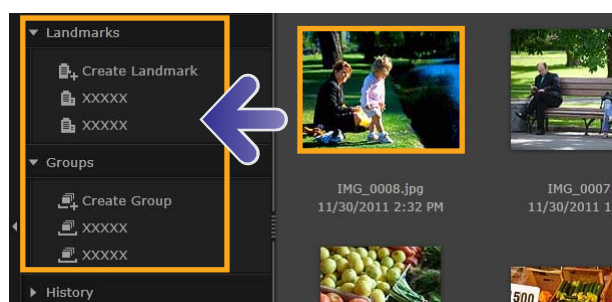 Landmarks
Create Landmark
XXXXX
XXXXX
Groups
Create Group
XXXXX
XXXXX
History
IMG_0008.jpg
11/30/2011 2:32 PM
IMG_0007
11/30/2011 1
500